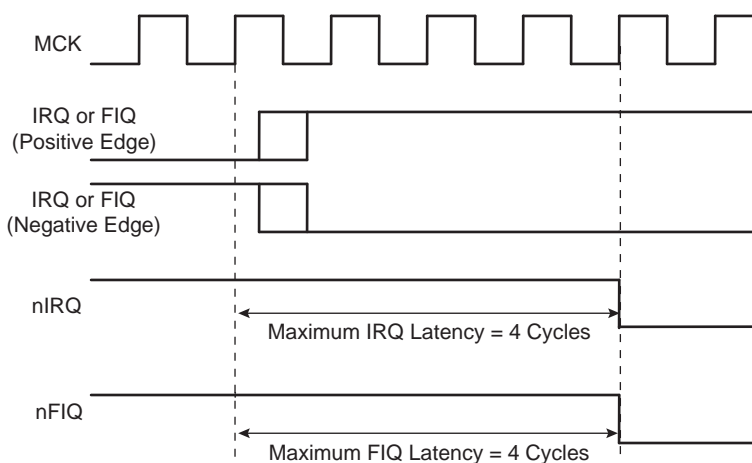 MCK
IRQ or FIQ
(Positive Edge)
IRQ or FIQ
(Negative Edge)
nIRQ
Maximum IRQ Latency = 4 Cycles
nFIQ
Maximum FIQ Latency = 4 Cycles